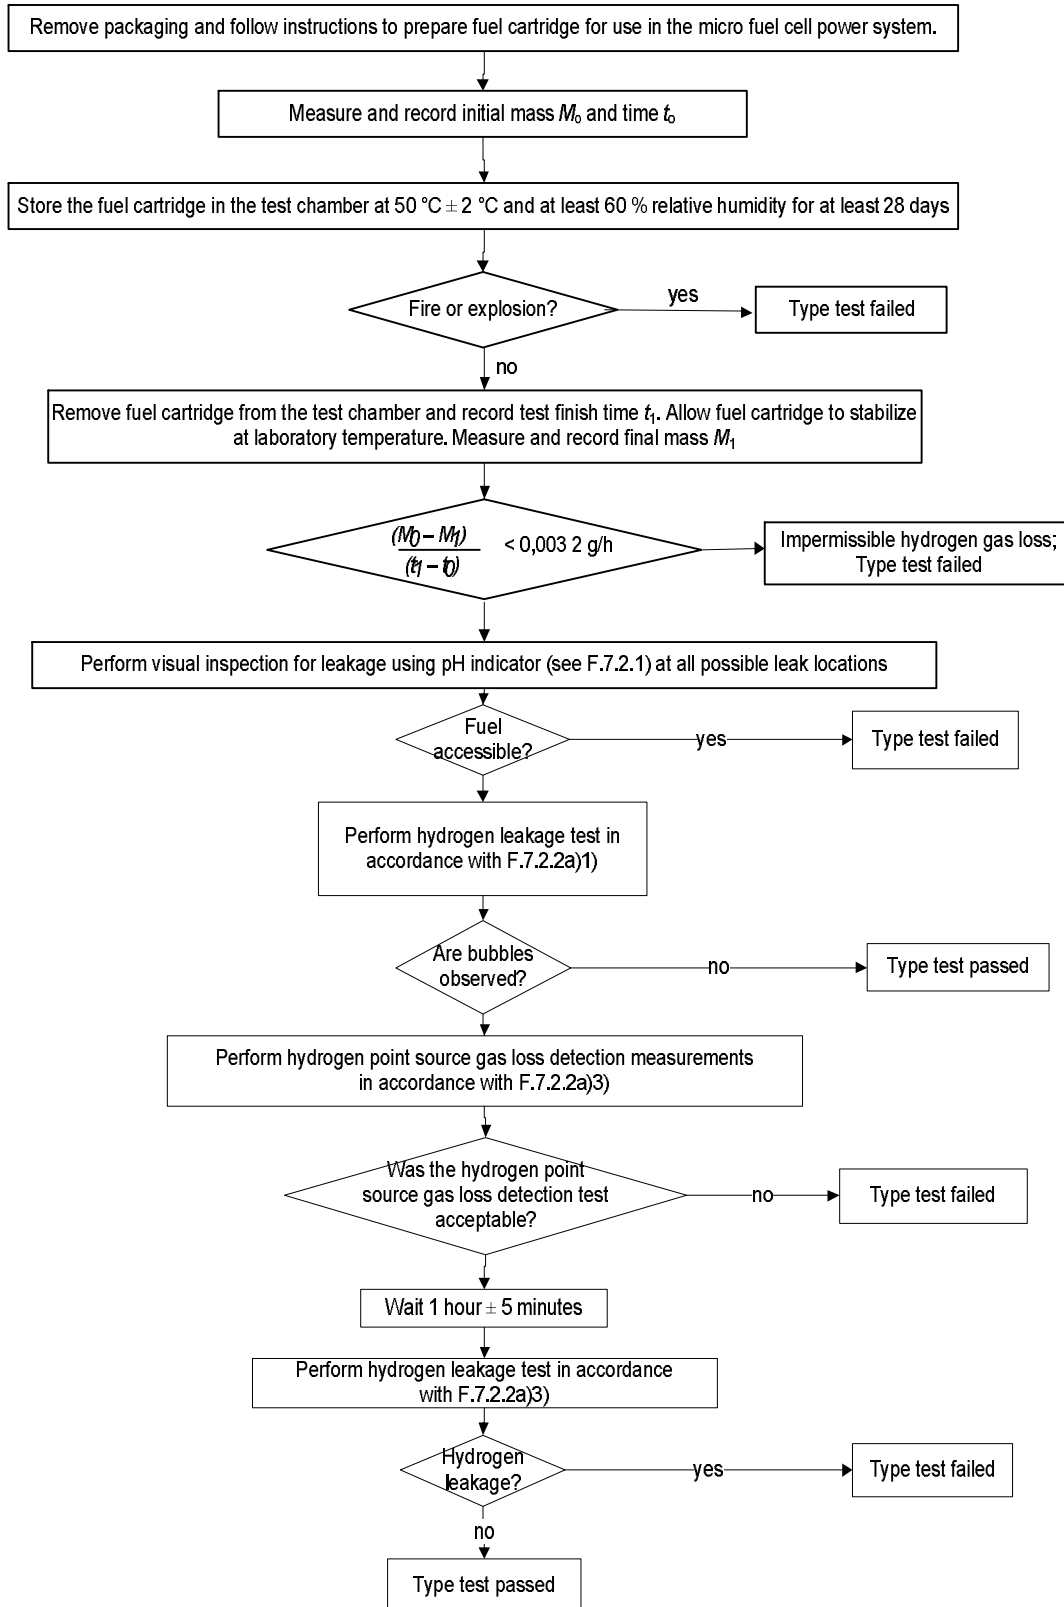 Remove packaging and follow instructions to prepare fuel cartridge for use in the micro fuel cell power system.
Measure and record initial mass Mo and time to
Store the fuel cartridge in the test chamber at 50 °C ± 2 °C and at least 60 % relative humidity for at least 28 days
Fire or explosion?
yes
Type test failed
no
Remove fuel cartridge from the test chamber and record test finish time t1. Allow fuel cartridge to stabilize
at laboratory temperature. Measure and record final mass M1
(M0 – M1)
(t1 – t0)
< 0,003 2 g/h
Impermissible hydrogen gas loss;
Type test failed
Perform visual inspection for leakage using pH indicator (see F.7.2.1) at all possible leak locations
Fuel
accessible?
yes
Type test failed
Perform hydrogen leakage test in
accordance with F.7.2.2a)1)
Are bubbles
observed?
no
Type test passed
Perform hydrogen point source gas loss detection measurements
in accordance with F.7.2.2a)3)
Was the hydrogen point
source gas loss detection test
acceptable?
no
Type test failed
Wait 1 hour ± 5 minutes
Perform hydrogen leakage test in accordance
with F.7.2.2a)3)
Hydrogen
leakage?
yes
Type test failed
no
Type test passed